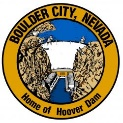 BOULDER CITY, NEVADA
Home of Hoover Dam